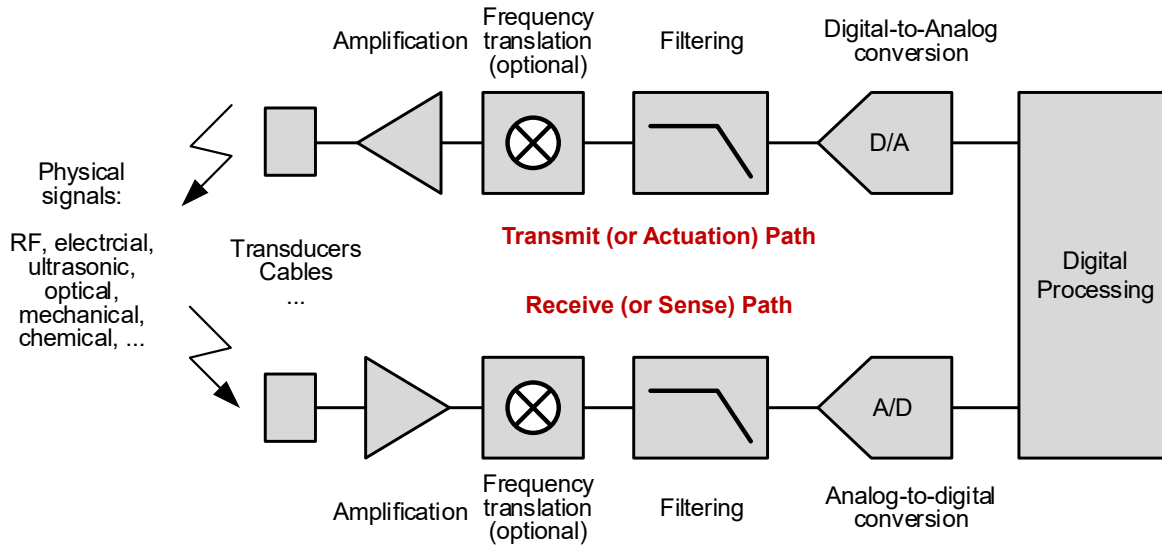 Amplification
Frequency
translation
(optional)
Filtering
Digital-to-Analog
conversion
D/A
Physical
signals:
RF, electrcial,
ultrasonic,
optical,
mechanical,
chemical, ...
Transducers
Cables
...
Transmit (or Actuation) Path
Receive (or Sense) Path
Digital
Processing
A/D
Amplification
Frequency
translation
(optional)
Filtering
Analog-to-digital
conversion